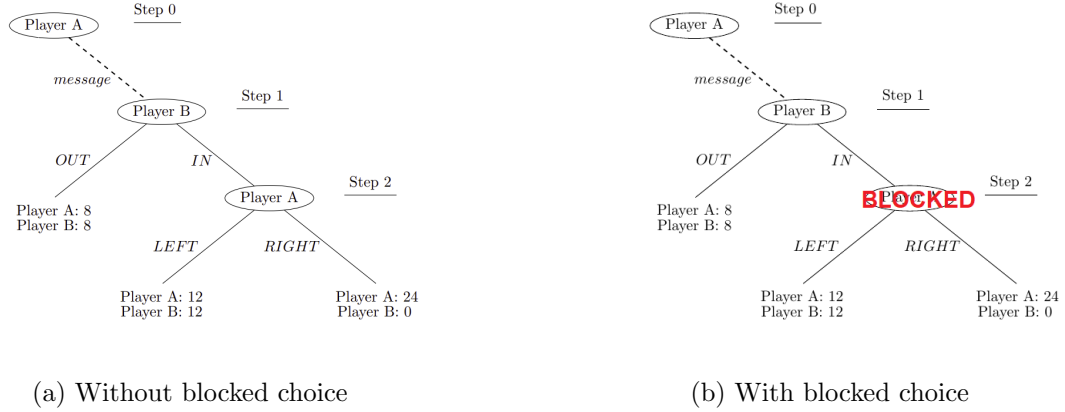 Player A
Step 0
message
Player B
Step 1
OUT
IN
Player A: 8
Player B: 8
Player A
Step 2
LEFT
RIGHT
Player A: 12
Player B: 12
Player A: 24
Player B: 0
(a) Without blocked choice
Player A
Step 0
message
Player B
Step 1
OUT
IN
Player A: 8
Player B: 8
BLOCKED
Step 2
LEFT
RIGHT
Player A: 12
Player B: 12
Player A: 24
Player B: 0
(b) With blocked choice